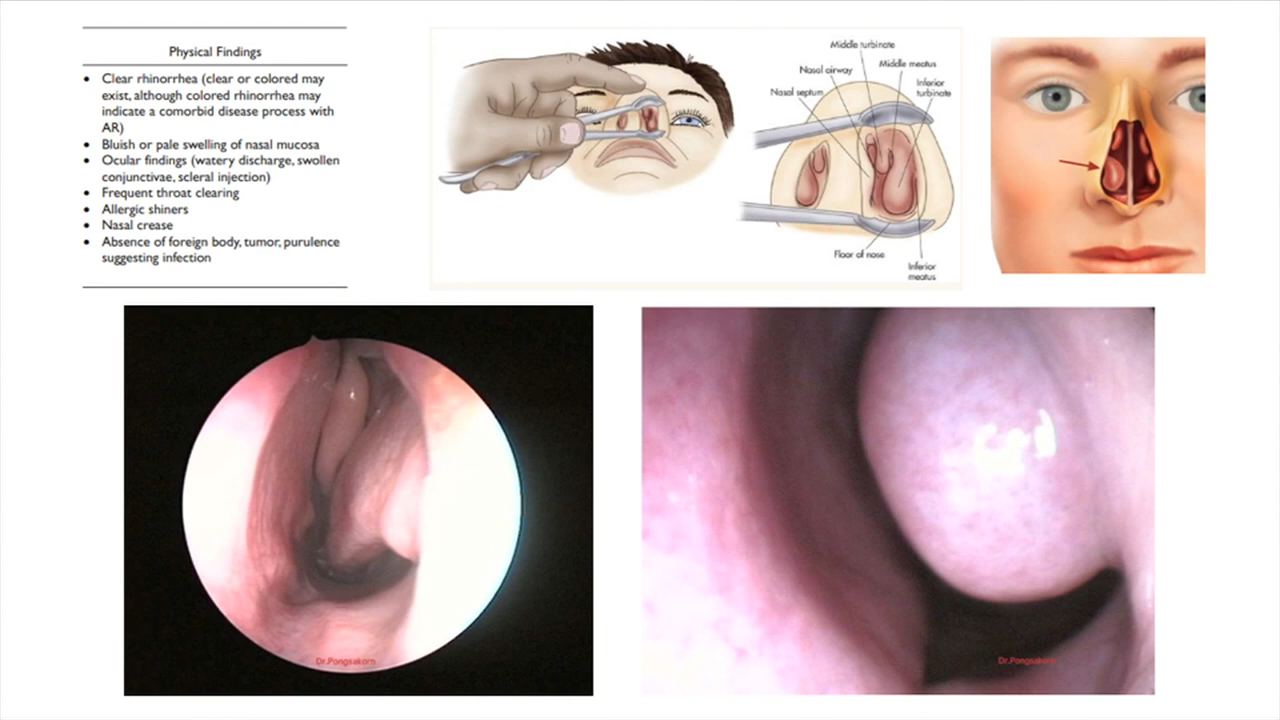 Physical Findings
• Clear rhinorrhea (clear or colored may
exist, although colored rhinorrhea may
indicate a comorbid disease process with
AR)
• Bluish or pale swelling of nasal mucosa
• Ocular findings (watery discharge, swollen
conjunctivae, scleral injection)
• Frequent throat clearing
• Allergic shiners
• Nasal crease
• Absence of foreign body, tumor, purulence
suggesting infection
Middle turbinate
Nasal airway
Middle meatus
Nasal septum
Inferior
turbinate
Floor of nose
Inferior
meatus
Dr.Pongsakorn
Dr.Pongsakorn